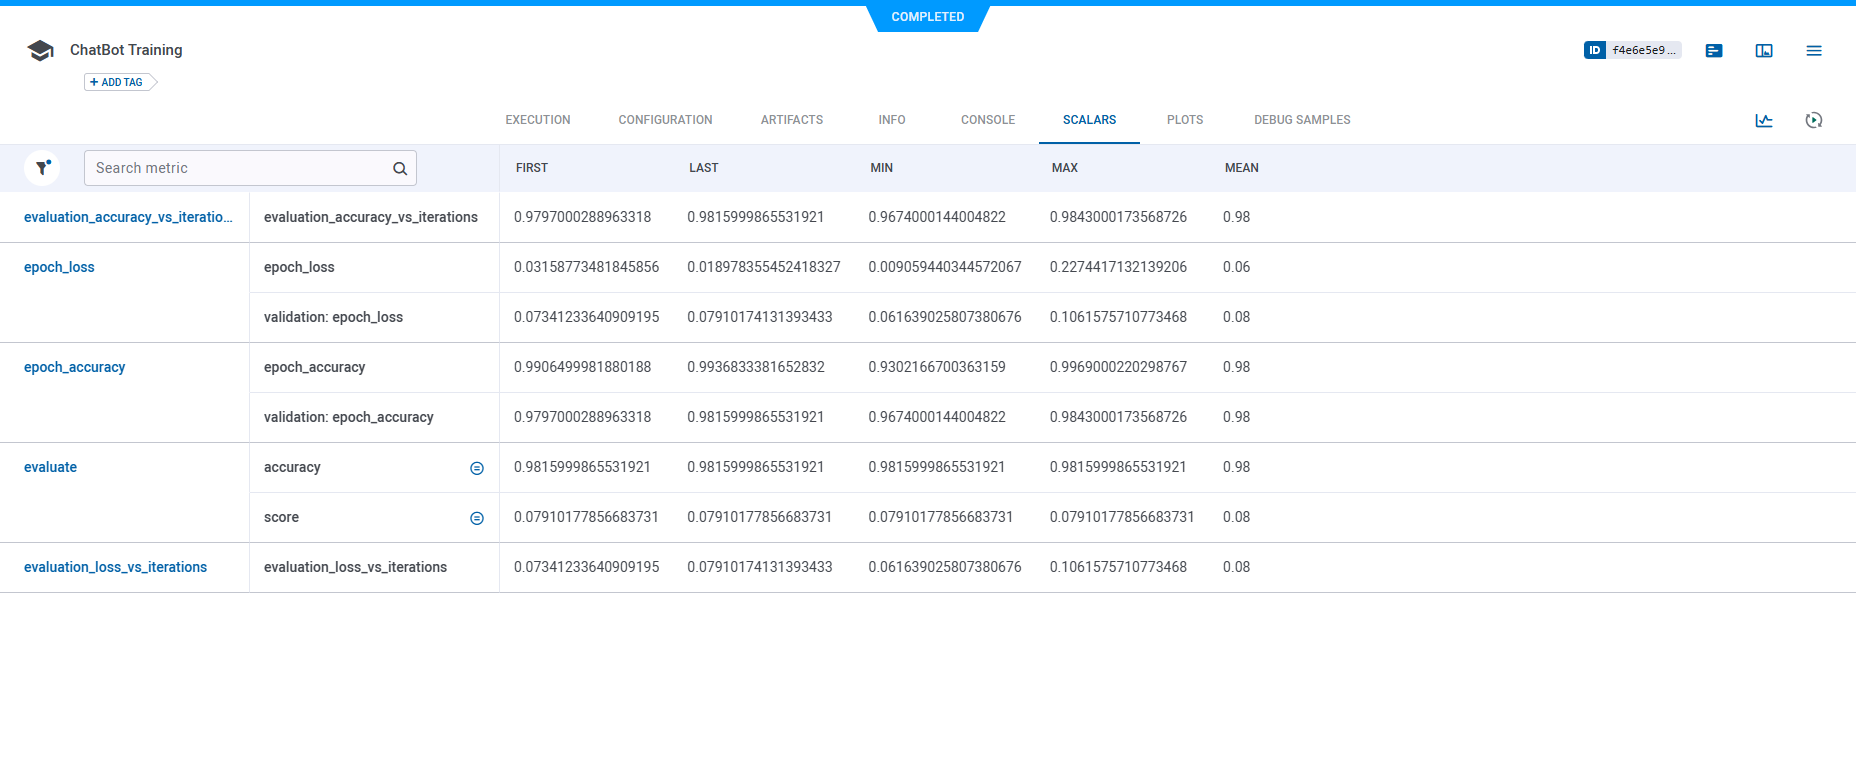 COMPLETED
ChatBot Training
ID f4e6e5e9...
+ ADD TAG
EXECUTION CONFIGURATION ARTIFACTS INFO CONSOLE SCALARS PLOTS DEBUG SAMPLES
Search metric FIRST LAST MIN MAX MEAN
evaluation_accuracy_vs_iteratio... evaluation_accuracy_vs_iterations 0.9797000288963318 0.9815999865531921 0.9674000144004822 0.9843000173568726 0.98
epoch_loss epoch_loss 0.03158773481845856 0.018978355452418327 0.009059440344572067 0.2274417132139206 0.06
validation: epoch_loss 0.07341233640909195 0.07910174131393433 0.061639025807380676 0.1061575710773468 0.08
epoch_accuracy epoch_accuracy 0.9906499981880188 0.9936833381652832 0.9302166700363159 0.9969000220298767 0.98
validation: epoch_accuracy 0.9797000288963318 0.9815999865531921 0.9674000144004822 0.9843000173568726 0.98
evaluate accuracy 0.9815999865531921 0.9815999865531921 0.9815999865531921 0.9815999865531921 0.98
score 0.07910177856683731 0.07910177856683731 0.07910177856683731 0.07910177856683731 0.08
evaluation_loss_vs_iterations evaluation_loss_vs_iterations 0.07341233640909195 0.07910174131393433 0.061639025807380676 0.1061575710773468 0.08